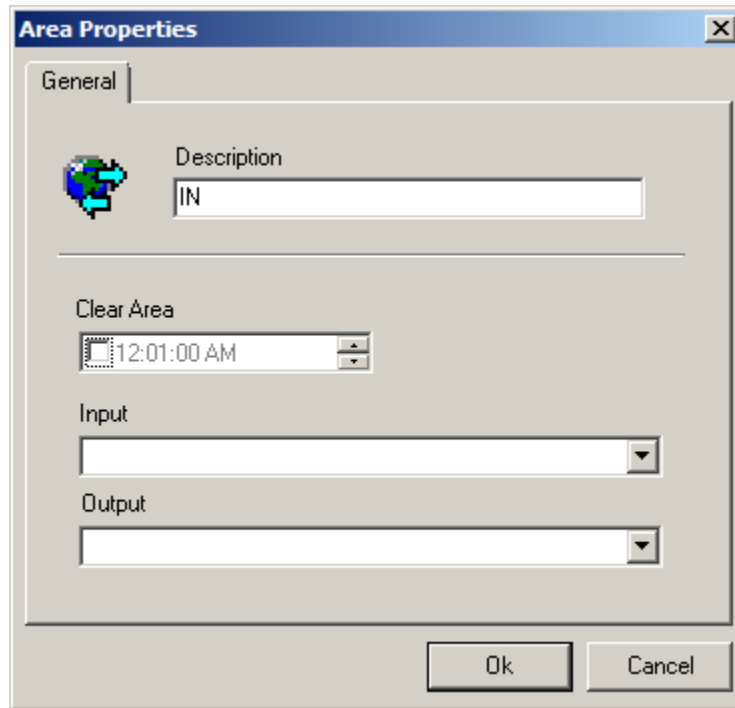 Area Properties
General
Description
IN
Clear Area
12:01:00 AM
Input
Output
Ok
Cancel